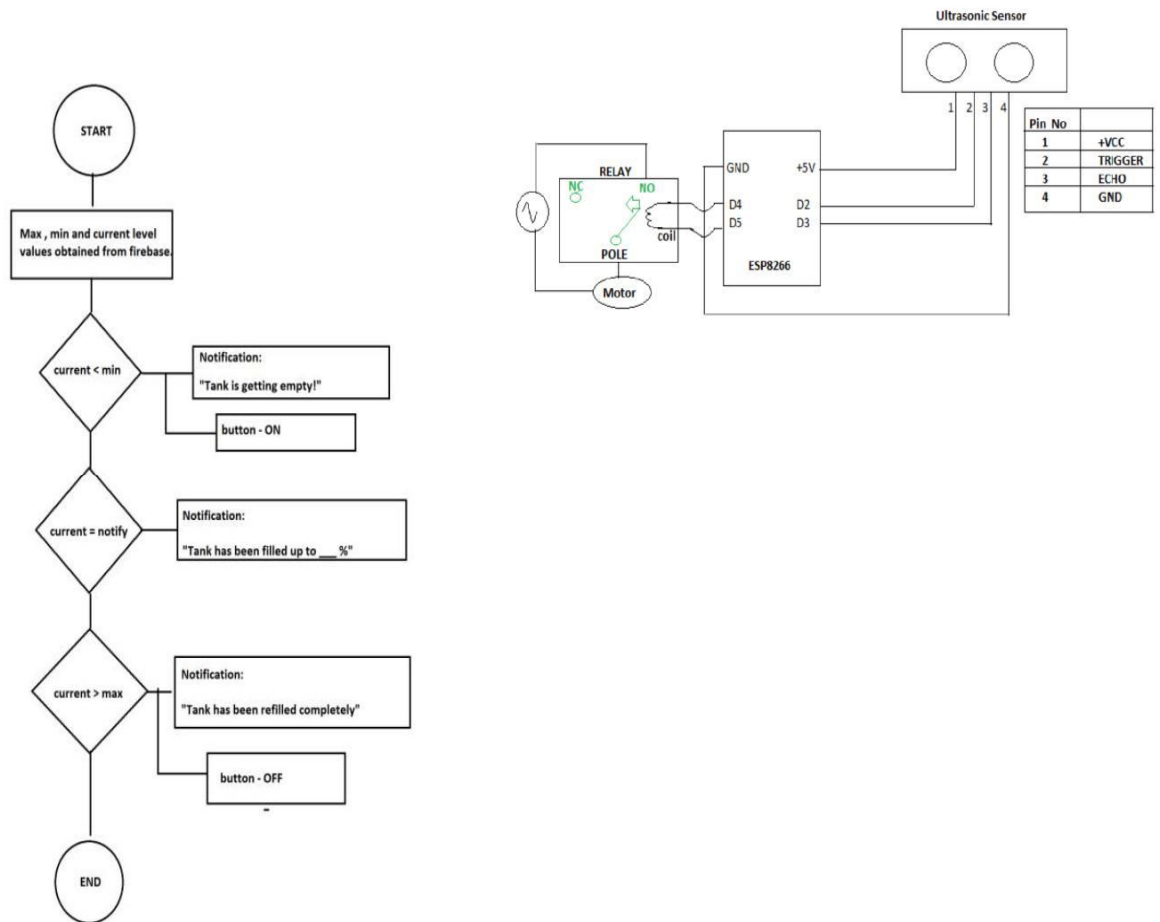 START
Max , min and current level
values obtained from firebase.
current < min
Notification:
"Tank is getting empty!"
button - ON
current = notify
Notification:
"Tank has been filled up to ___ %"
current > max
Notification:
"Tank has been refilled completely"
button - OFF
END
Ultrasonic Sensor
1 2 3 4
Pin No
1 +VCC
2 TRIGGER
3 ECHO
4 GND
RELAY
NC NO
coil
POLE
Motor
GND +5V
D4 D2
D5 D3
ESP8266